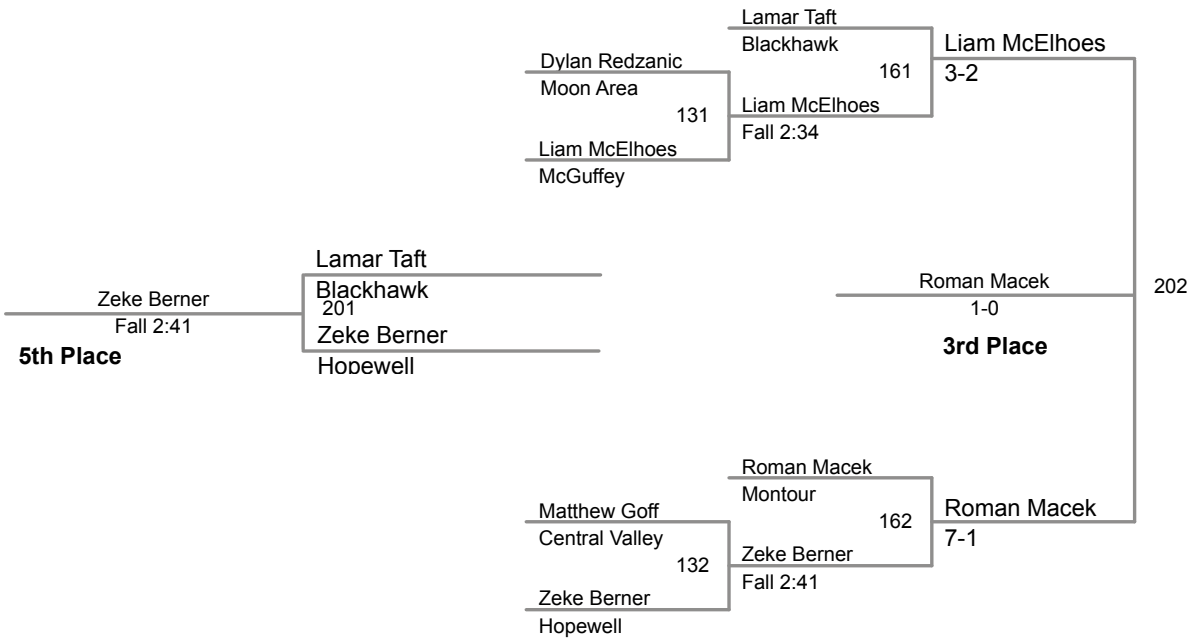 Lamar Taft
Blackhawk
161
Liam McElhoes
3-2
Dylan Redzanic
Moon Area
131
Liam McElhoes
Fall 2:34
Liam McElhoes
McGuffey
Lamar Taft
Blackhawk
201
Zeke Berner
Hopewell
Zeke Berner
Fall 2:41
5th Place
Roman Macek
1-0
3rd Place
202
Roman Macek
Montour
162
Roman Macek
7-1
Matthew Goff
Central Valley
132
Zeke Berner
Fall 2:41
Zeke Berner
Hopewell